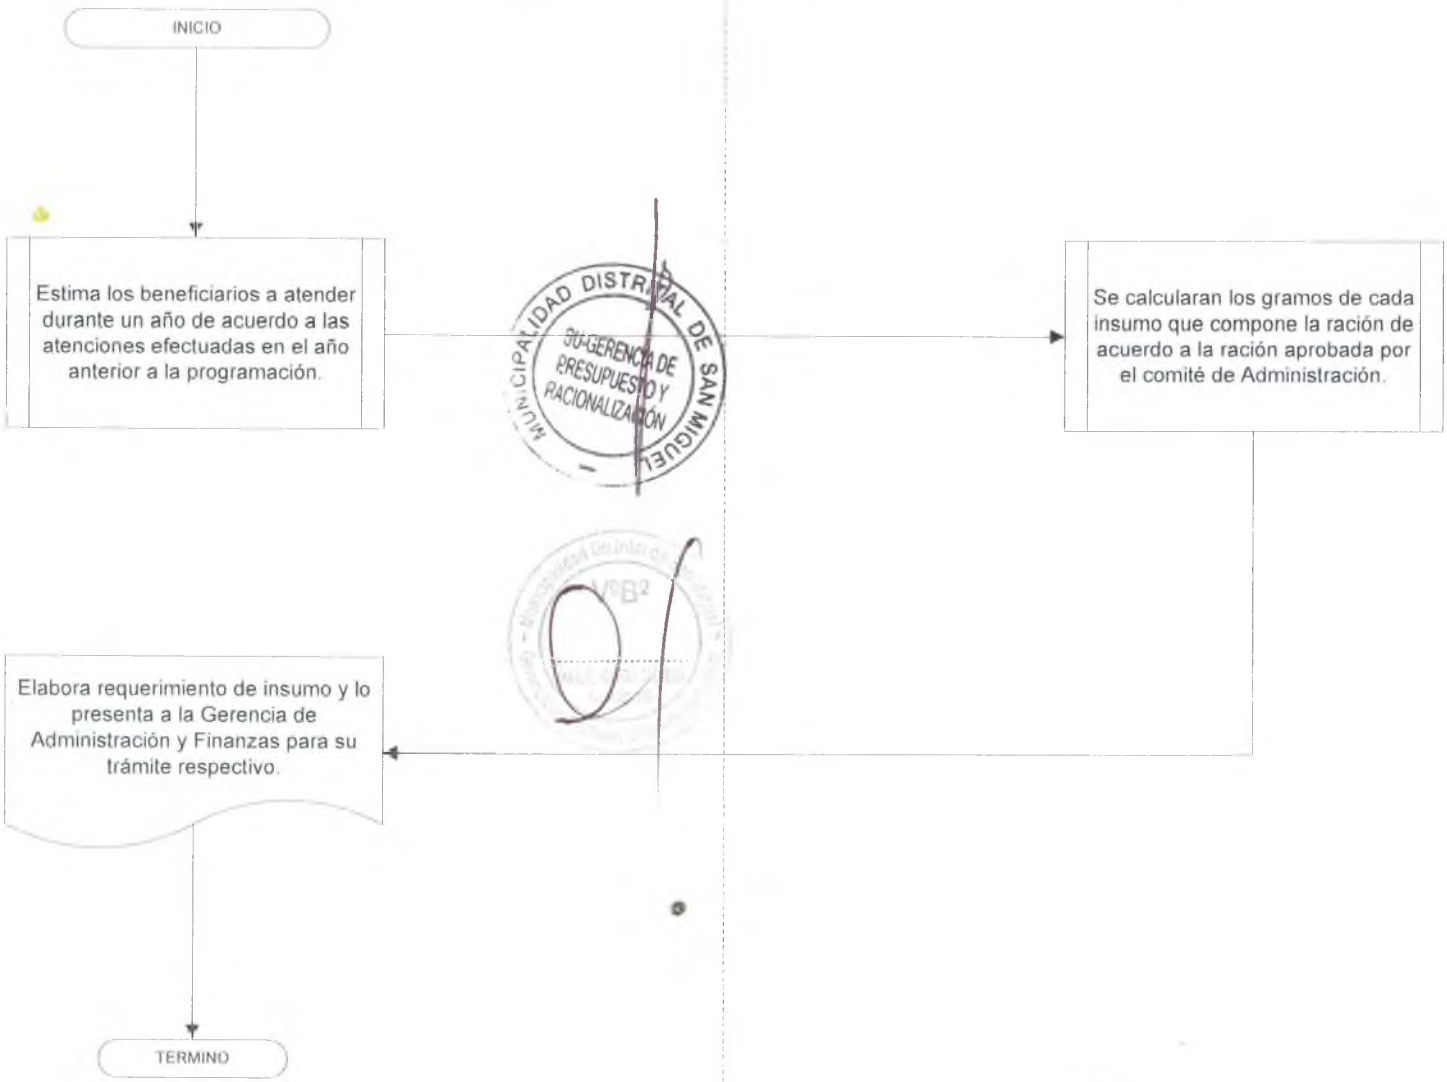 INICIO
Estima los beneficiarios a atender
durante un año de acuerdo a las
atenciones efectuadas en el año
anterior a la programación.
MUNICIPALIDAD DISTRITAL DE SAN MIGUEL
SU-GERENCIA DE
PRESUPUESTO Y
RACIONALIZACIÓN
Se calcularan los gramos de cada
insumo que compone la ración de
acuerdo a la ración aprobada por
el comité de Administración.
VºBº
Elabora requerimiento de insumo y lo
presenta a la Gerencia de
Administración y Finanzas para su
trámite respectivo.
TERMINO